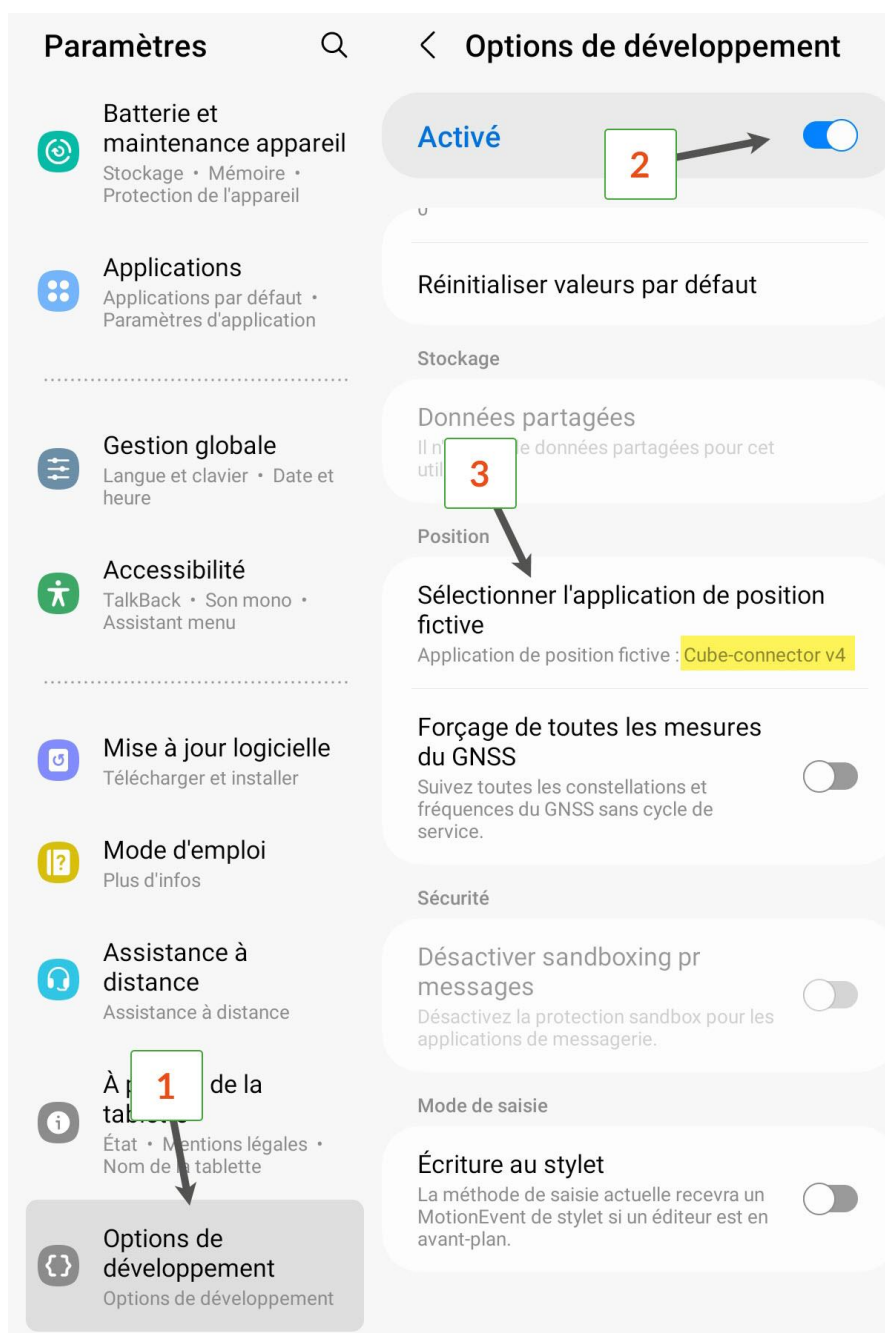 Paramètres
Batterie et
maintenance appareil
Stockage • Mémoire •
Protection de l'appareil
Applications
Applications par défaut •
Paramètres d'application
Gestion globale
Langue et clavier • Date et
heure
Accessibilité
TalkBack • Son mono •
Assistant menu
Mise à jour logicielle
Télécharger et installer
Mode d'emploi
Plus d'infos
Assistance à
distance
Assistance à distance
1
À de la
État • Mentions légales •
Nom de la tablette
Options de
développement
Options de développement
Options de développement
Activé
2
Réinitialiser valeurs par défaut
Stockage
Données partagées
Il données partagées pour cet
3
Position
Sélectionner l'application de position
fictive
Application de position fictive : Cube-connector v4
Forçage de toutes les mesures
du GNSS
Suivez toutes les constellations et
fréquences du GNSS sans cycle de
service.
Sécurité
Désactiver sandboxing pr
messages
Désactivez la protection sandbox pour les
applications de messagerie.
Mode de saisie
Écriture au stylet
La méthode de saisie actuelle recevra un
MotionEvent de stylet si un éditeur est en
avant-plan.